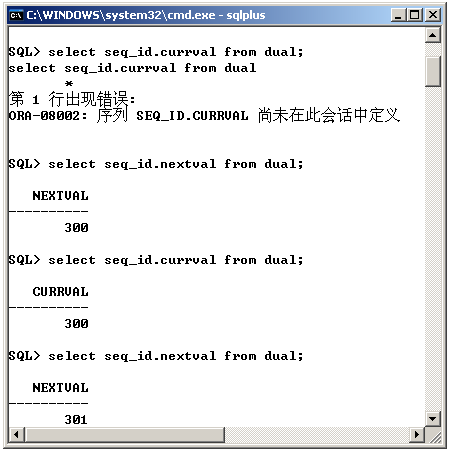 C:\WINDOWS\system32\cmd.exe - sqlplus
SQL> select seq_id.currval from dual;
select seq_id.currval from dual
       *
第 1 行出现错误:
ORA-08002: 序列 SEQ_ID.CURRVAL 尚未在此会话中定义
SQL> select seq_id.nextval from dual;
   NEXTVAL
----------
       300
SQL> select seq_id.currval from dual;
   CURRVAL
----------
       300
SQL> select seq_id.nextval from dual;
   NEXTVAL
----------
       301